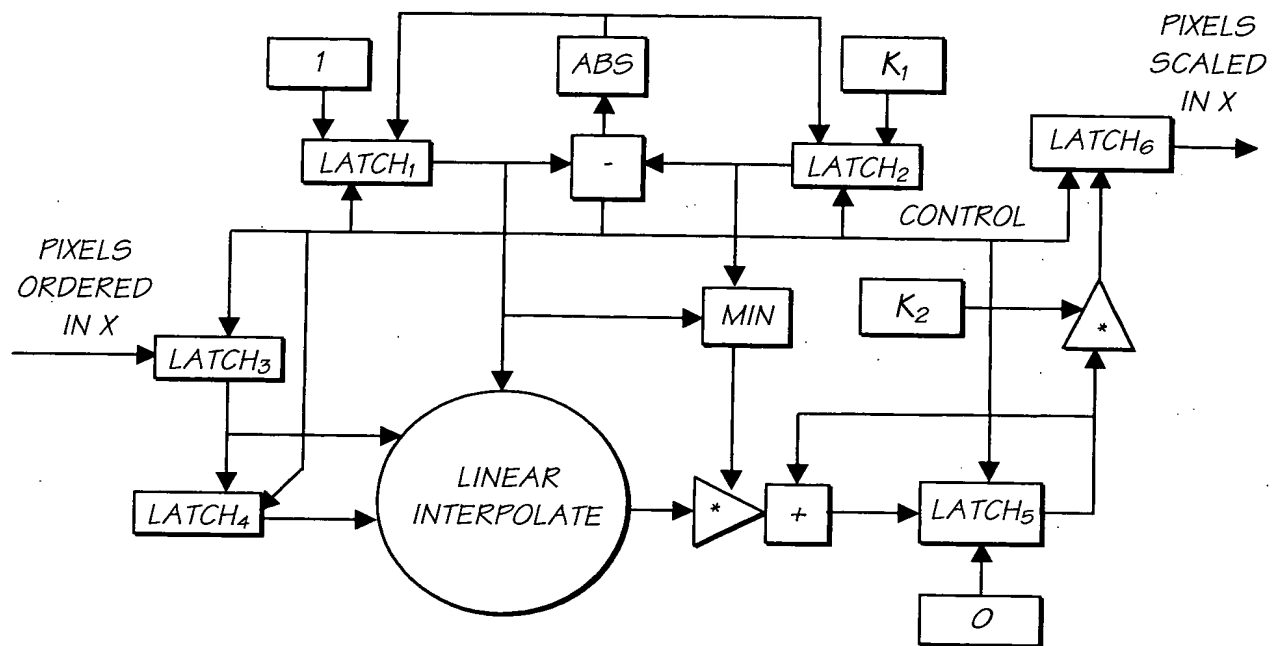 1
ABS
K₁
PIXELS
SCALED
IN X
LATCH₁
-
LATCH₂
LATCH₆
CONTROL
PIXELS
ORDERED
IN X
MIN
K₂
*
LATCH₃
LINEAR
INTERPOLATE
LATCH₄
*
+
LATCH₅
0